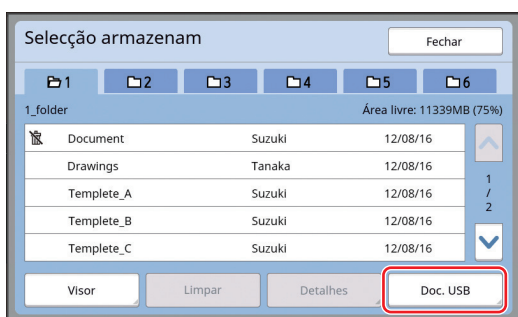 Selecção armazenam
Fechar
1 2 3 4 5 6
1_folder Área livre: 11339MB (75%)
Document Suzuki 12/08/16
Drawings Tanaka 12/08/16
Templete_A Suzuki 12/08/16
Templete_B Suzuki 12/08/16
Templete_C Suzuki 12/08/16
1
/
2
Visor Limpar Detalhes Doc. USB